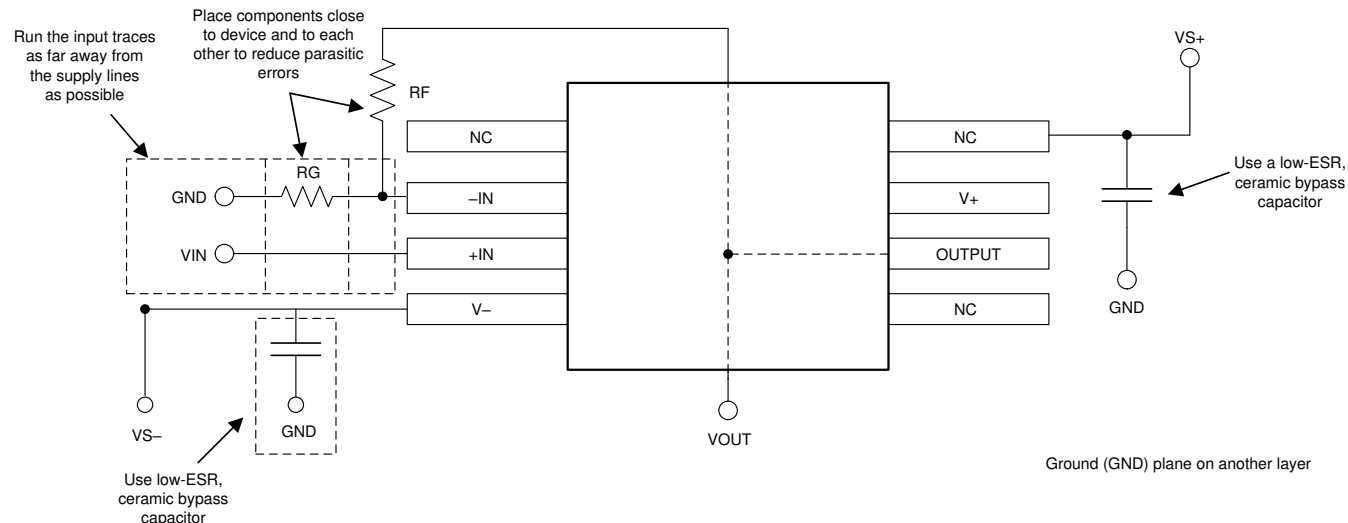 Place components close
to device and to each
other to reduce parasitic
errors
Run the input traces
as far away from
the supply lines
as possible
VS+
RF
NC
NC
Use a low-ESR,
ceramic bypass
capacitor
RG
GND
–IN
V+
VIN
+IN
OUTPUT
GND
V–
NC
VS–
GND
VOUT
Use low-ESR,
ceramic bypass
capacitor
Ground (GND) plane on another layer